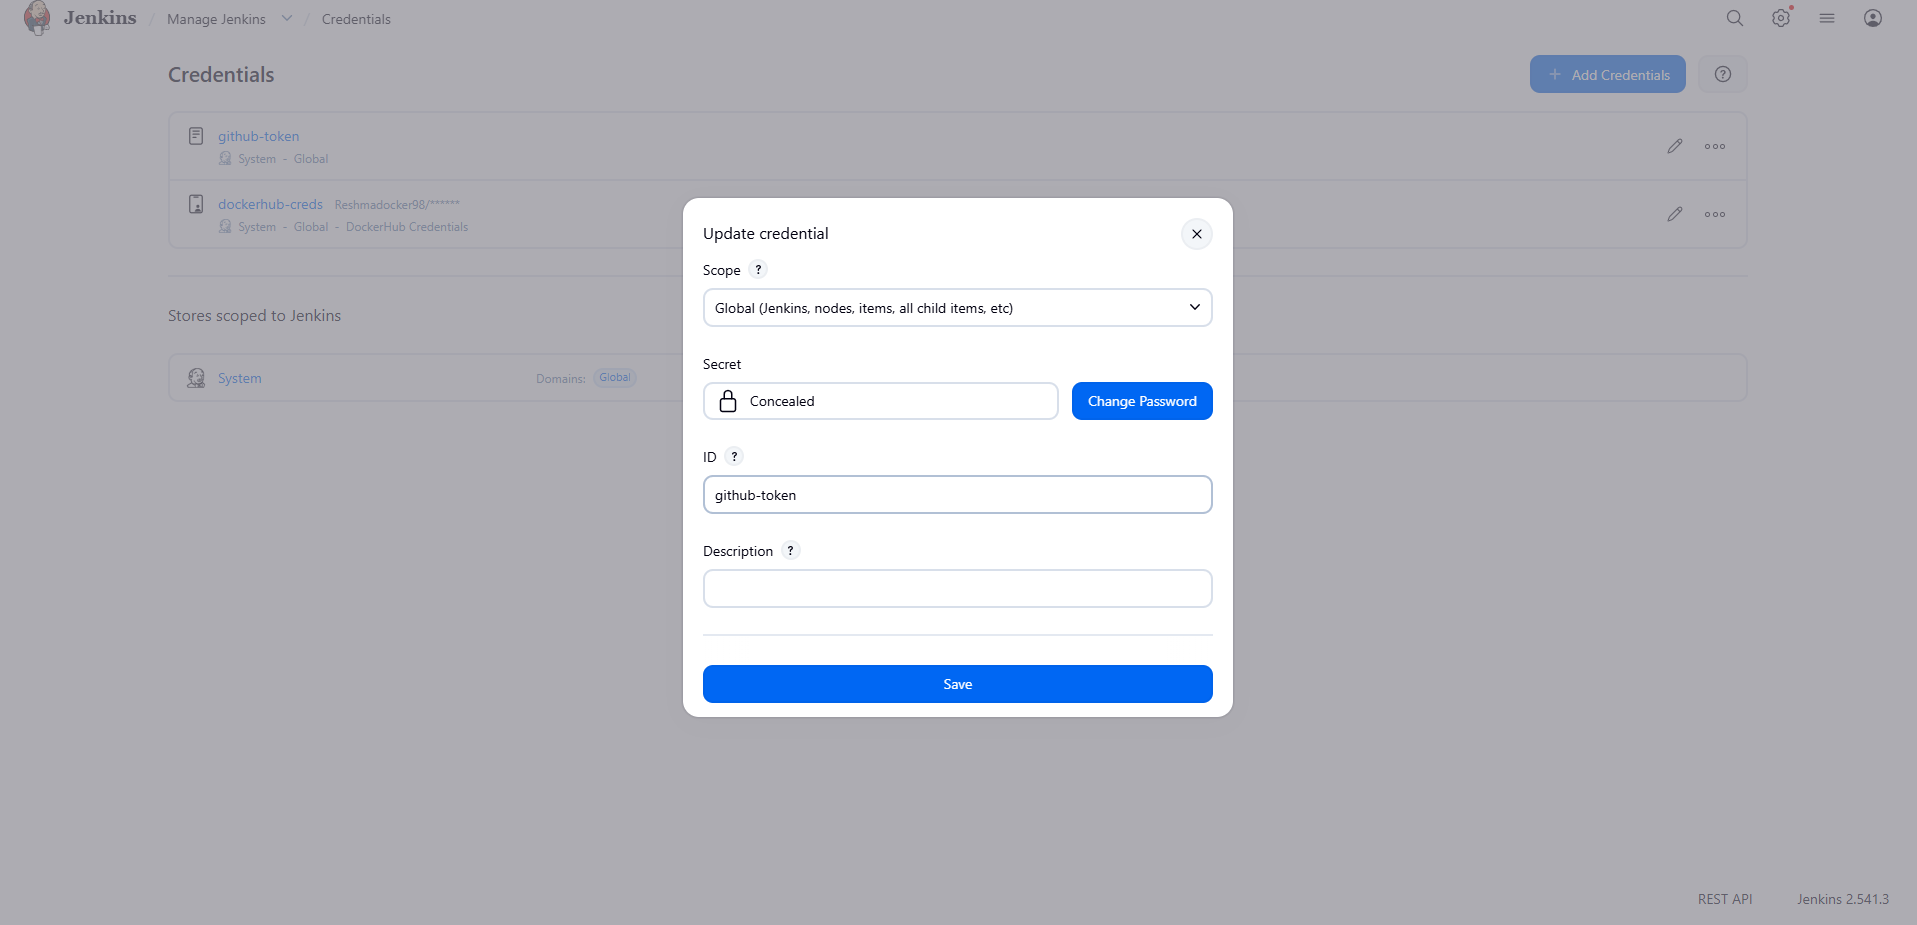 Jenkins / Manage Jenkins / Credentials
Credentials
+ Add Credentials
github-token
System - Global
dockerhub-creds Reshmadocker98/******
System - Global - DockerHub Credentials
Stores scoped to Jenkins
System Domains: Global
Update credential
Scope ?
Global (Jenkins, nodes, items, all child items, etc)
Secret
Concealed
Change Password
ID ?
github-token
Description ?
Save
REST API Jenkins 2.541.3